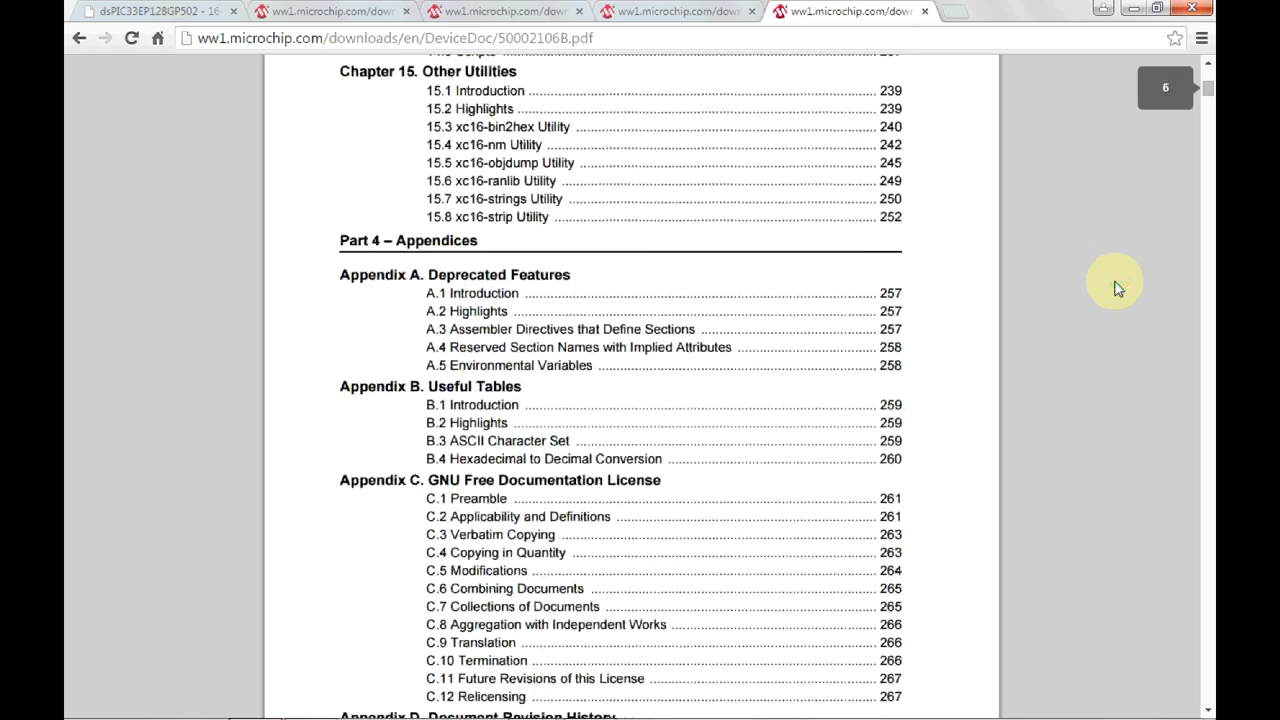 dsPIC33EP128GP502 - 16
ww1.microchip.com/down
ww1.microchip.com/down
ww1.microchip.com/down
ww1.microchip.com/down
ww1.microchip.com/downloads/en/DeviceDoc/50002106B.pdf
6
Chapter 15. Other Utilities
15.1 Introduction 239
15.2 Highlights 239
15.3 xc16-bin2hex Utility 240
15.4 xc16-nm Utility 242
15.5 xc16-objdump Utility 245
15.6 xc16-ranlib Utility 249
15.7 xc16-strings Utility 250
15.8 xc16-strip Utility 252
Part 4 – Appendices
Appendix A. Deprecated Features
A.1 Introduction 257
A.2 Highlights 257
A.3 Assembler Directives that Define Sections 257
A.4 Reserved Section Names with Implied Attributes 258
A.5 Environmental Variables 258
Appendix B. Useful Tables
B.1 Introduction 259
B.2 Highlights 259
B.3 ASCII Character Set 259
B.4 Hexadecimal to Decimal Conversion 260
Appendix C. GNU Free Documentation License
C.1 Preamble 261
C.2 Applicability and Definitions 261
C.3 Verbatim Copying 263
C.4 Copying in Quantity 263
C.5 Modifications 264
C.6 Combining Documents 265
C.7 Collections of Documents 265
C.8 Aggregation with Independent Works 266
C.9 Translation 266
C.10 Termination 266
C.11 Future Revisions of this License 267
C.12 Relicensing 267
Appendix D. Document Revision History